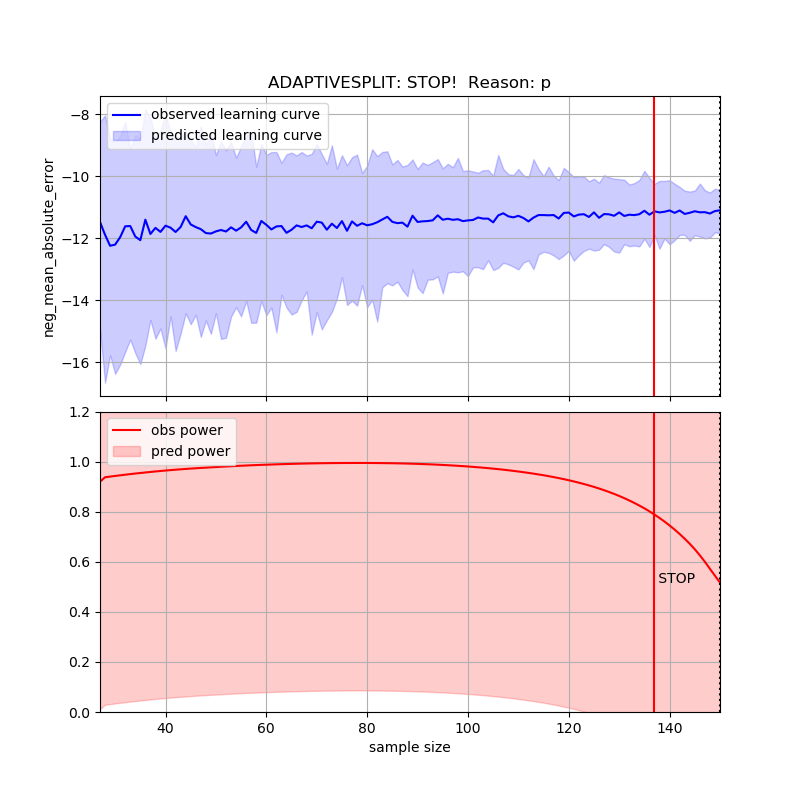 ADAPTIVESPLIT: STOP!  Reason: p
observed learning curve
predicted learning curve
neg_mean_absolute_error
−8
−10
−12
−14
−16
obs power
pred power
1.2
1.0
0.8
0.6
0.4
0.2
0.0
STOP
40 60 80 100 120 140
sample size